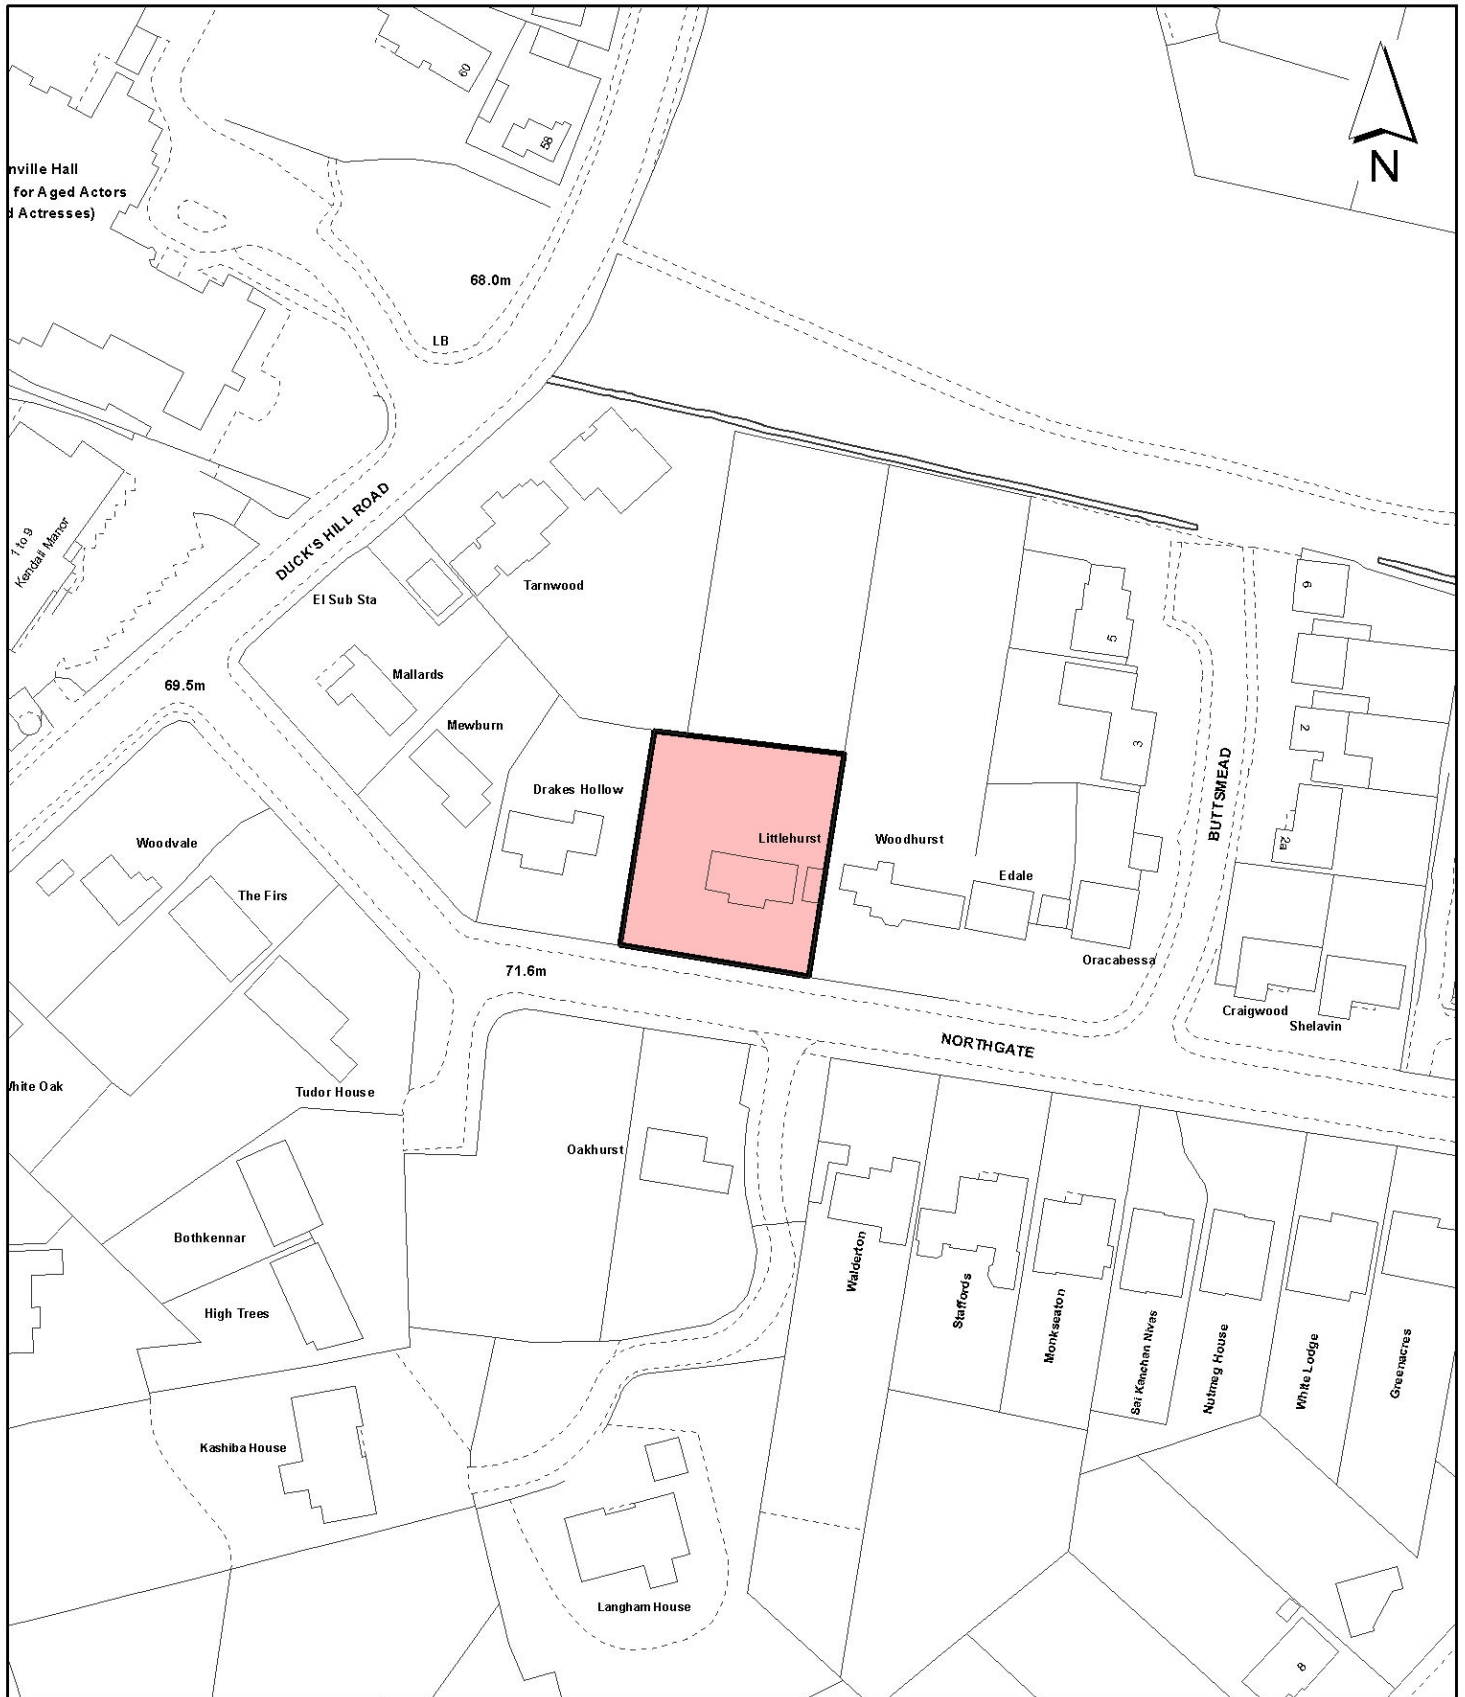 60
58
N
nville Hall
for Aged Actors
d Actresses)
68.0m
LB
DUCK'S HILL ROAD
1 to 9
Kendall Manor
El Sub Sta
Tarnwood
Mallards
69.5m
Mewburn
Drakes Hollow
Littlehurst
Woodhurst
Edale
Oracabessa
5
3
BUTTSMEAD
6
2
2a
Craigwood
Shelavin
Woodvale
The Firs
71.6m
NORTHGATE
White Oak
Tudor House
Oakhurst
Bothkennar
High Trees
Walderton
Staffords
Monkseaton
Sai Kanchan Nivas
Nutmeg House
White Lodge
Greenacres
Kashiba House
Langham House
8